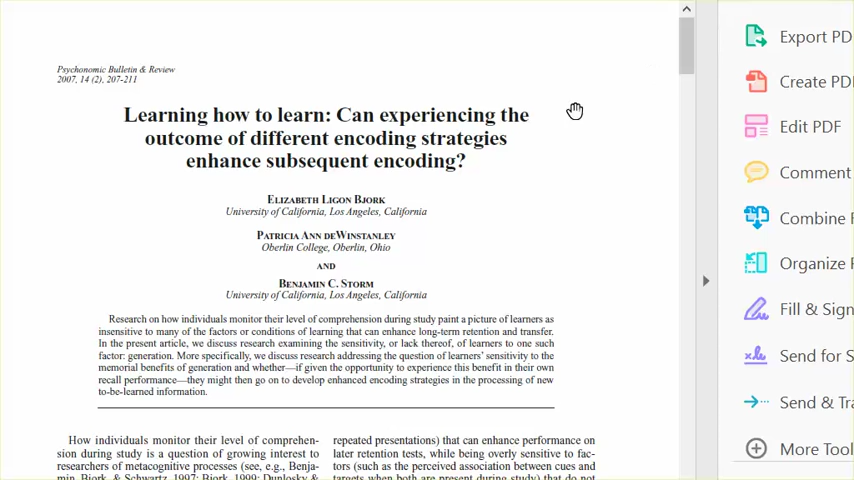 Psychonomic Bulletin & Review
2007, 14 (2), 207-211
Learning how to learn: Can experiencing the
outcome of different encoding strategies
enhance subsequent encoding?
ELIZABETH LIGON BJORK
University of California, Los Angeles, California
PATRICIA ANN DEWINSTANLEY
Oberlin College, Oberlin, Ohio
AND
BENJAMIN C. STORM
University of California, Los Angeles, California
Research on how individuals monitor their level of comprehension during study paint a picture of learners as
insensitive to many of the factors or conditions of learning that can enhance long-term retention and transfer.
In the present article, we discuss research examining the sensitivity, or lack thereof, of learners to one such
factor: generation. More specifically, we discuss research addressing the question of learners' sensitivity to the
memorial benefits of generation and whether—if given the opportunity to experience this benefit in their own
recall performance—they might then go on to develop enhanced encoding strategies in the processing of new
to-be-learned information.
How individuals monitor their level of comprehen-
sion during study is a question of growing interest to
researchers of metacognitive processes (see, e.g., Benja-
min, Bjork, & Schwartz, 1997; Bjork, 1999; Dunlosky &
repeated presentations) that can enhance performance on
later retention tests, while being overly sensitive to fac-
tors (such as the perceived association between cues and
targets when both are present during study) that do not
Export PD
Create PD
Edit PDF
Comment
Combine F
Organize P
Fill & Sign
Send for S
Send & Tra
More Tool